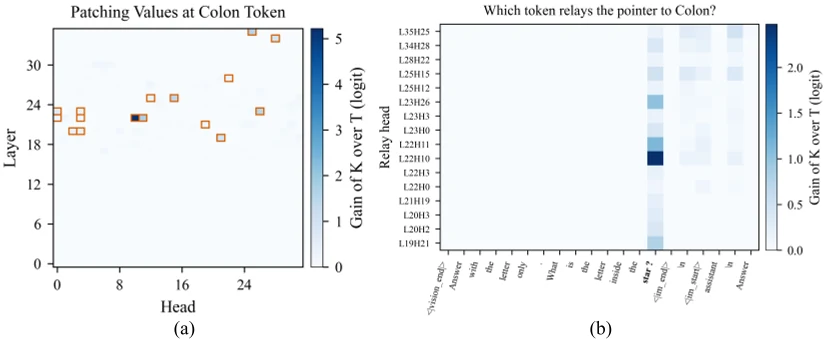 Patching Values at Colon Token
Layer
30
24
18
12
6
0
0
8
16
24
Head
5
4
3
2
1
0
Gain of K over T (logit)
(a)
Which token relays the pointer to Colon?
Relay head
L35H25
L34H28
L28H22
L25H15
L25H12
L23H26
L23H3
L23H0
L22H11
L22H10
L22H3
L22H0
L21H19
L20H3
L20H2
L19H21
<|vision_end|>
Answer
with
the
letter
only
.
What
is
the
letter
inside
the
star ?
<|im_end|>
\n
<|im_start|>
assistant
\n
Answer
2.0
1.5
1.0
0.5
0.0
Gain of K over T (logit)
(b)